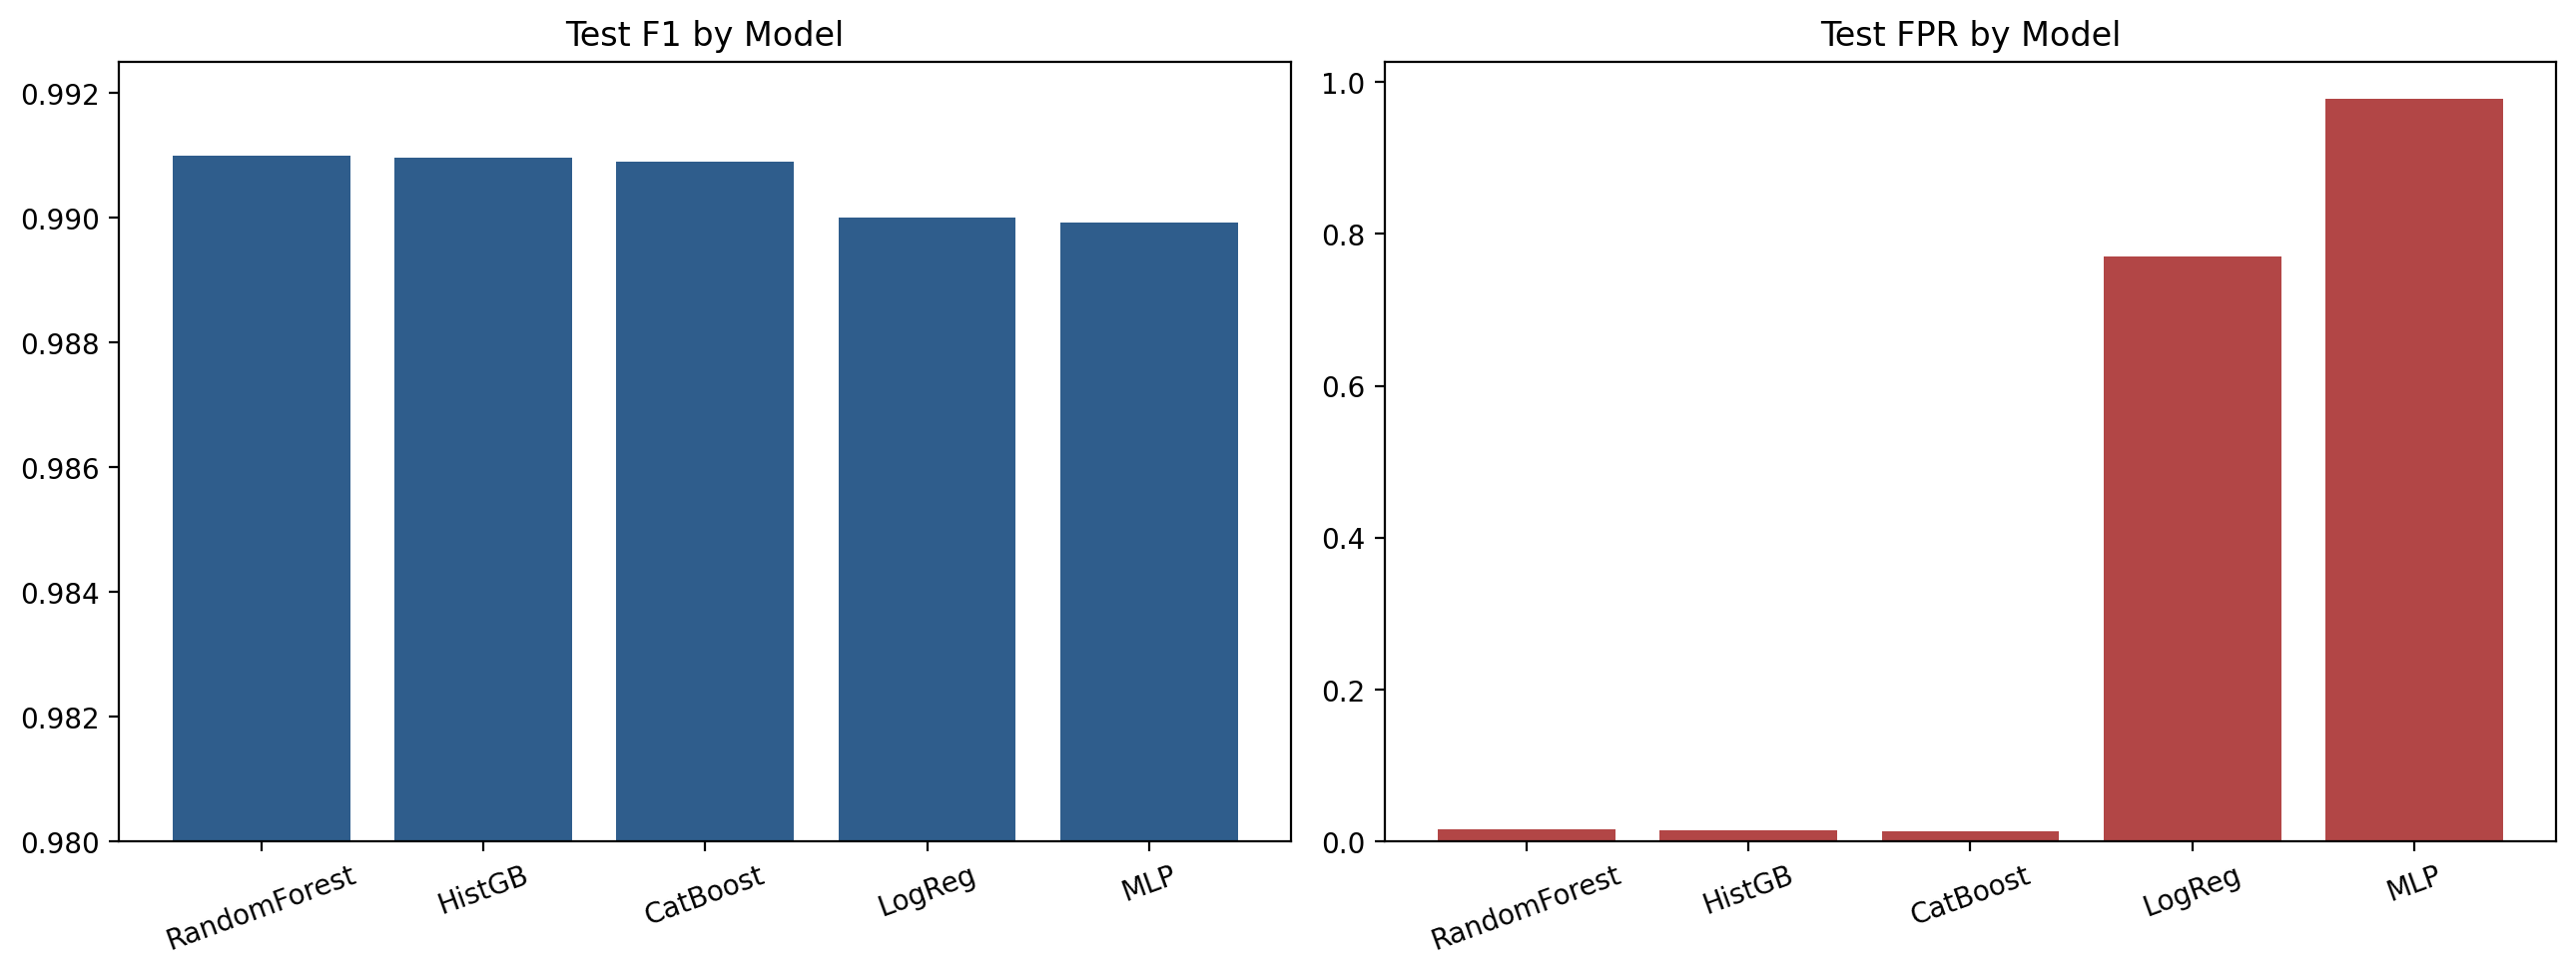 Test F1 by Model
0.992
0.990
0.988
0.986
0.984
0.982
0.980
RandomForest
HistGB
CatBoost
LogReg
MLP
Test FPR by Model
1.0
0.8
0.6
0.4
0.2
0.0
RandomForest
HistGB
CatBoost
LogReg
MLP